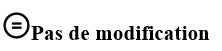 Pas de modification